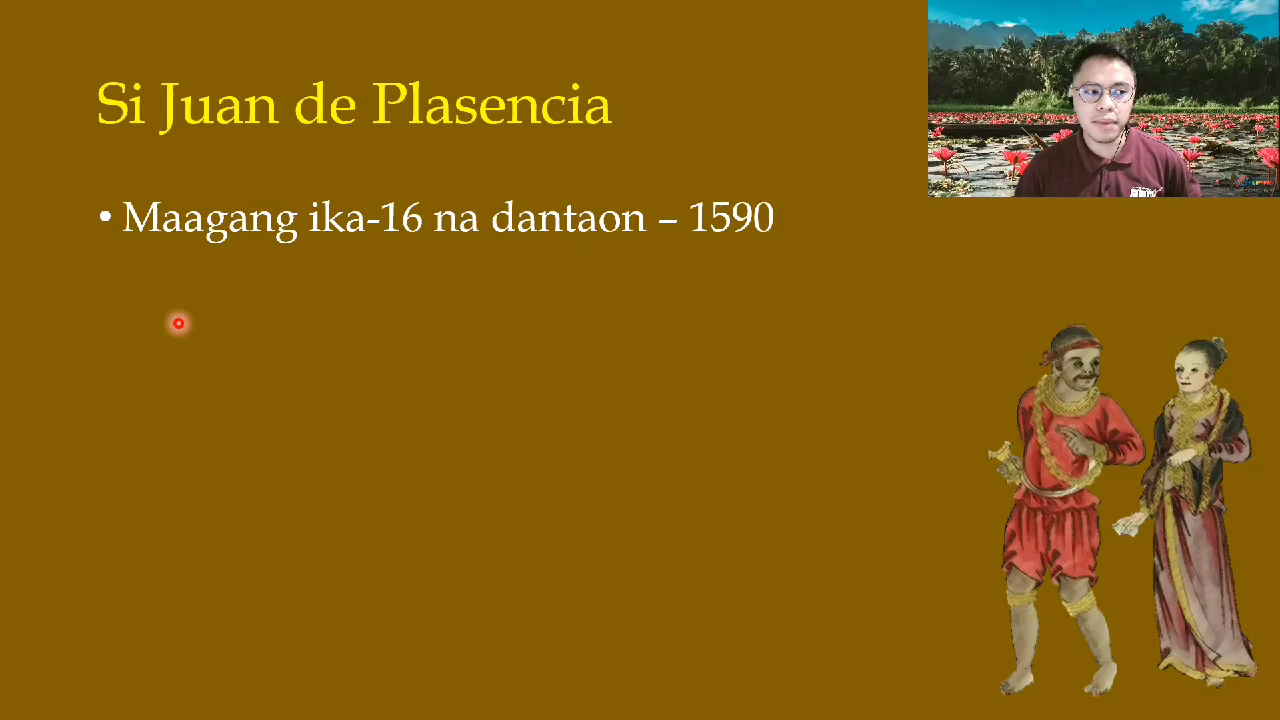 Si Juan de Plasencia
• Maagang ika-16 na dantaon – 1590